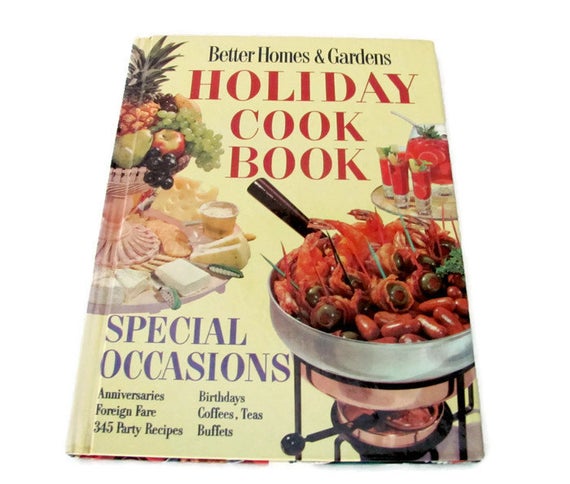 Better Homes & Gardens
HOLIDAY
COOK
BOOK
SPECIAL
OCCASIONS
Anniversaries Birthdays
Foreign Fare Coffees, Teas
345 Party Recipes Buffets